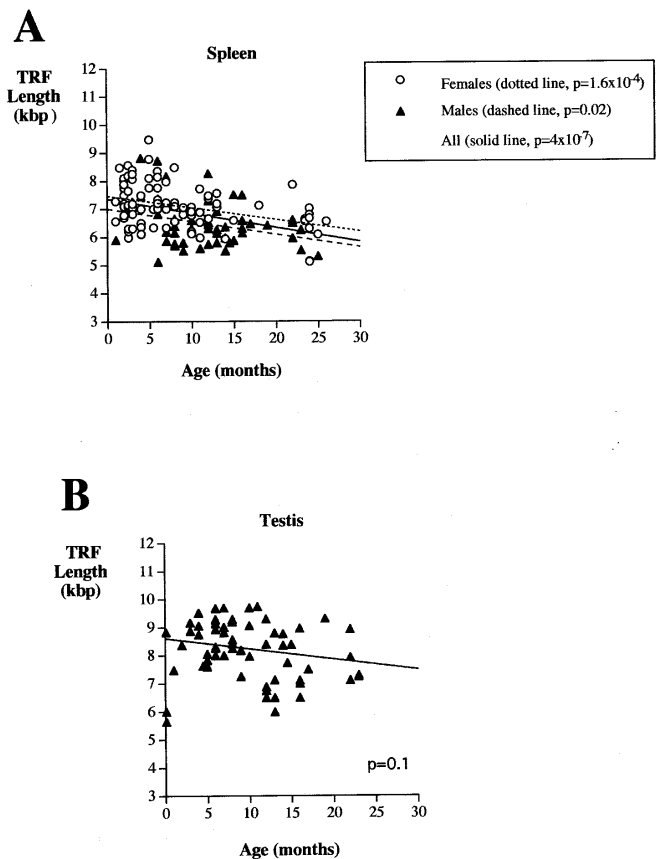 A
Spleen
TRF
Length
(kbp )
12
11
10
9
8
7
6
5
4
3
0 5 10 15 20 25 30
Age (months)
Females (dotted line, p=1.6x10-4)
Males (dashed line, p=0.02)
All (solid line, p=4x10-7)
B
Testis
TRF
Length
(kbp)
12
11
10
9
8
7
6
5
4
3
p=0.1
0 5 10 15 20 25 30
Age (months)